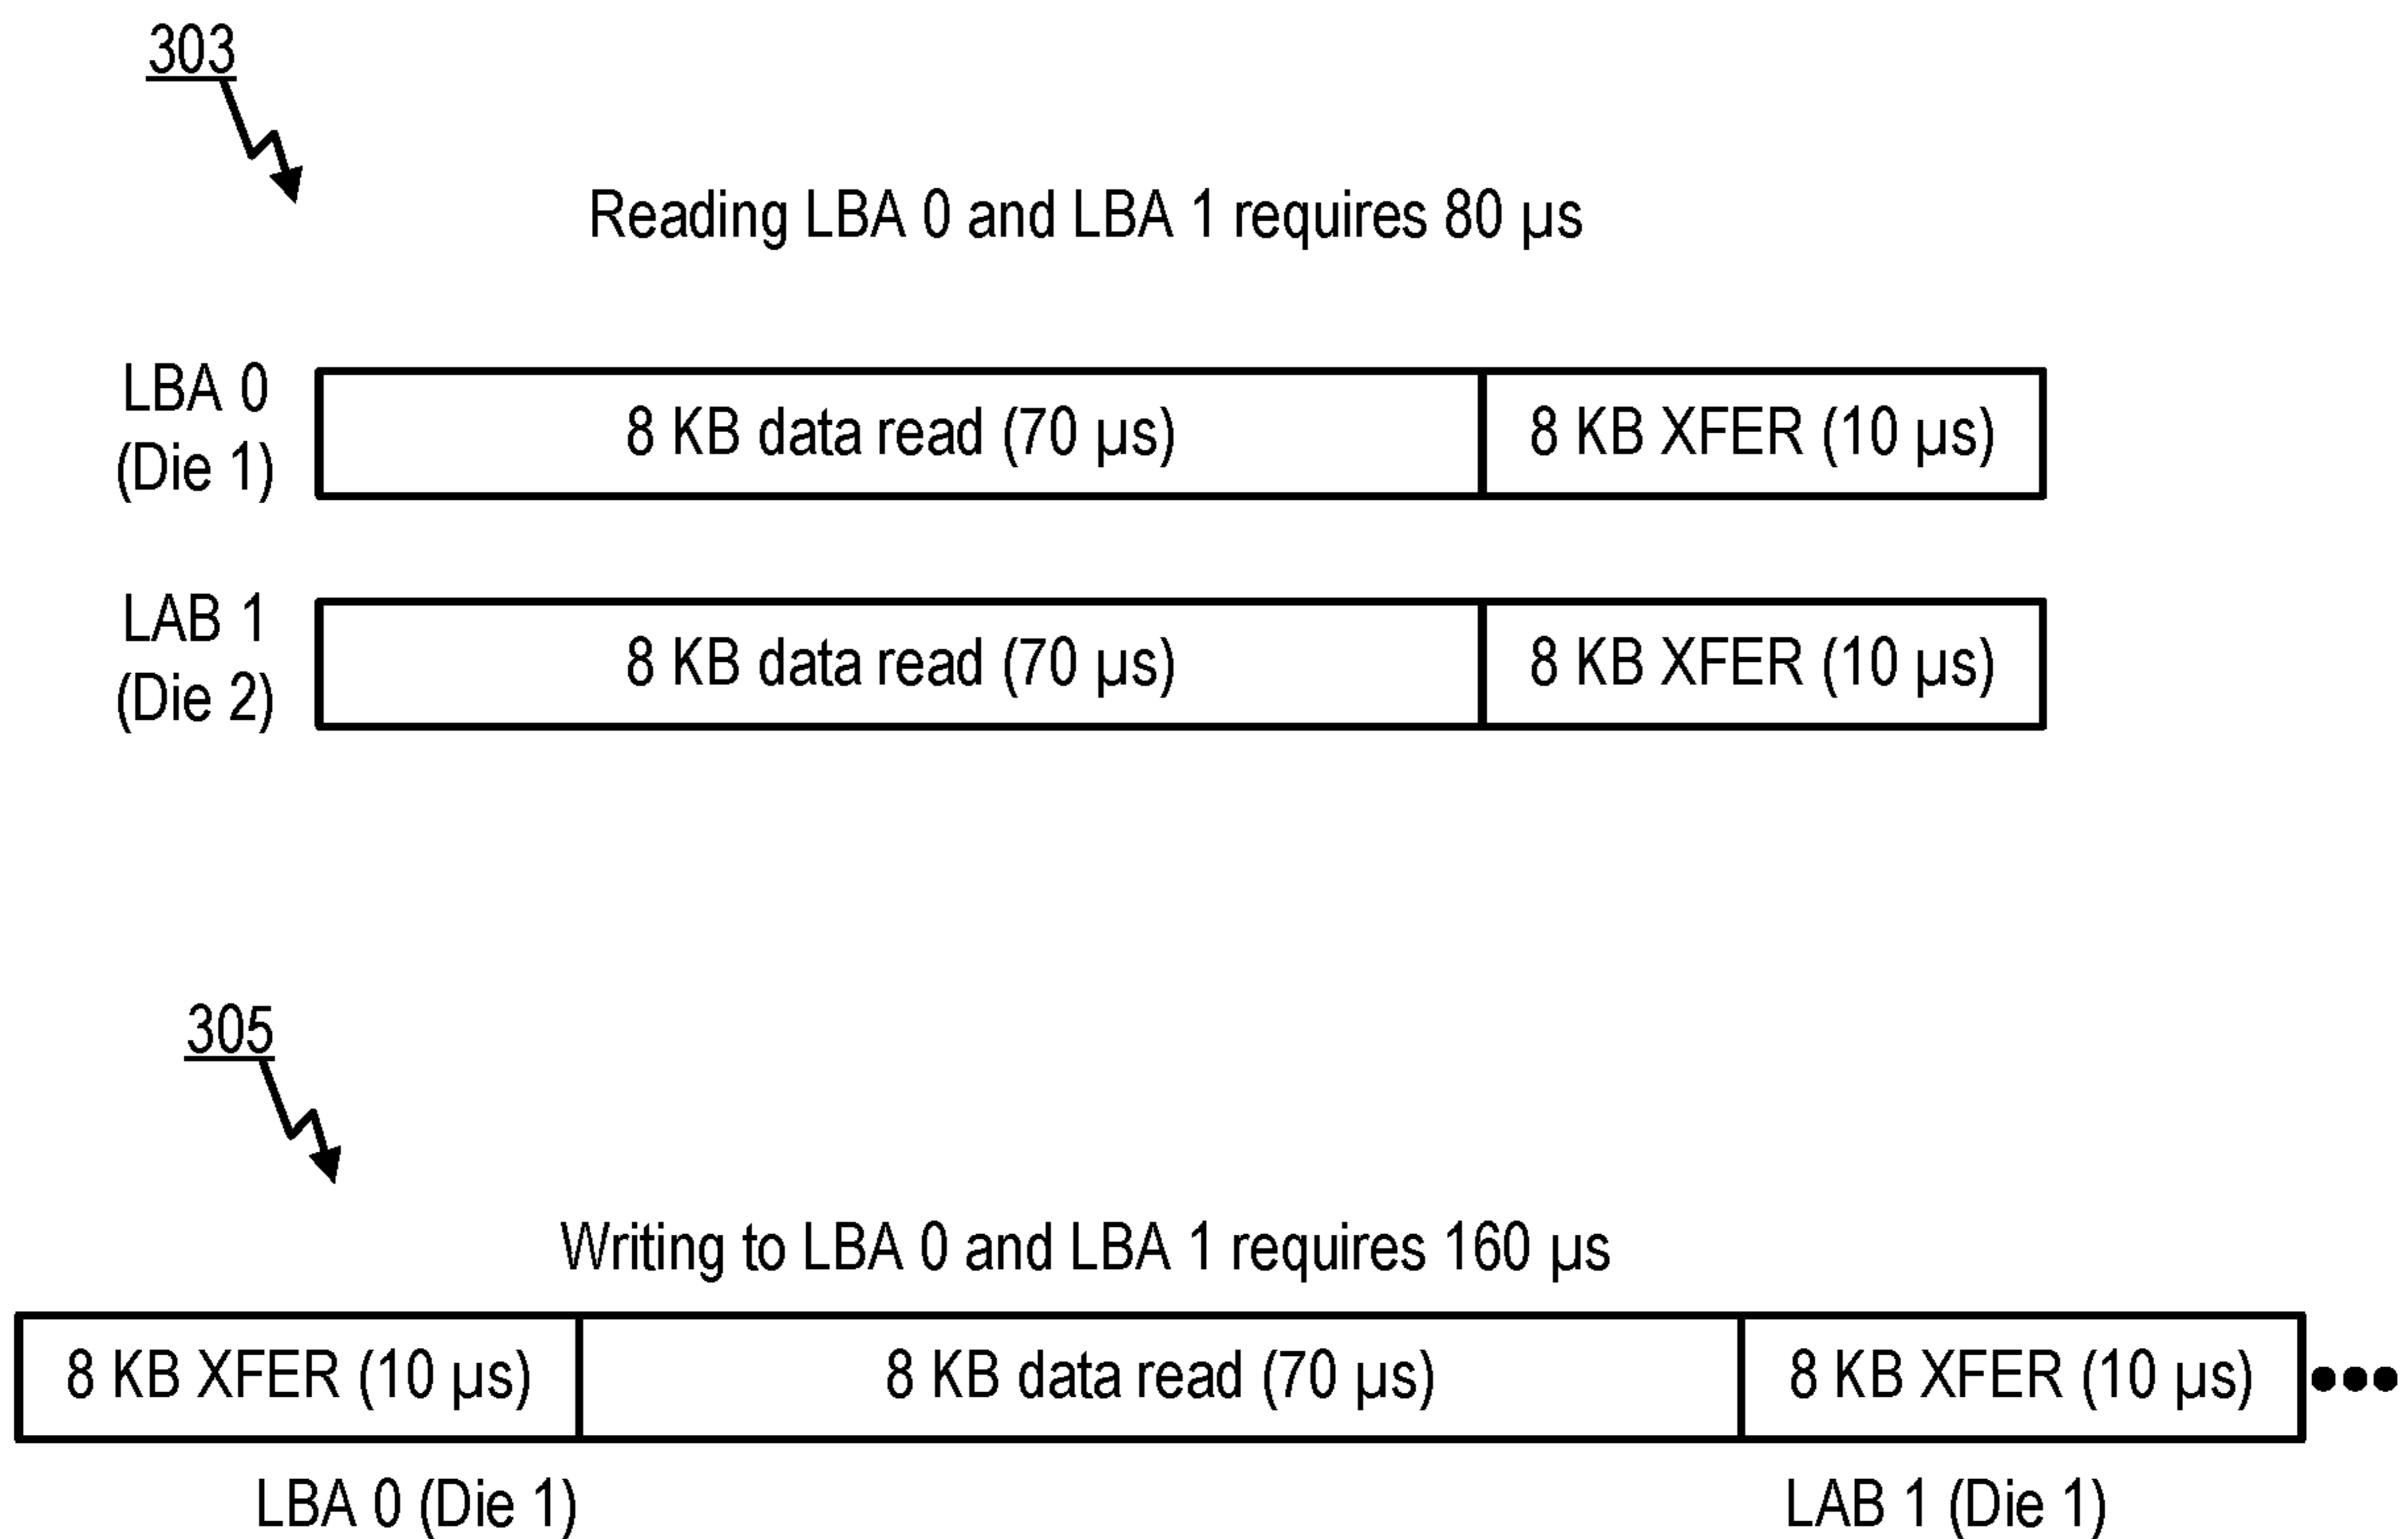 303
Reading LBA 0 and LBA 1 requires 80 µs
LBA 0
(Die 1)
8 KB data read (70 µs)
8 KB XFER (10 µs)
LAB 1
(Die 2)
8 KB data read (70 µs)
8 KB XFER (10 µs)
305
Writing to LBA 0 and LBA 1 requires 160 µs
8 KB XFER (10 µs)
8 KB data read (70 µs)
8 KB XFER (10 µs)
LBA 0 (Die 1)
LAB 1 (Die 1)